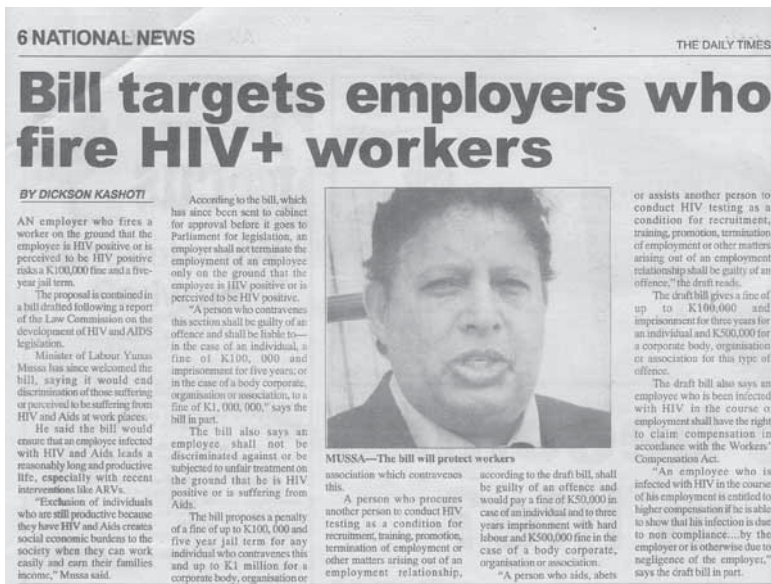 6 NATIONAL NEWS
THE DAILY TIMES
Bill targets employers who
fire HIV+ workers
BY DICKSON KASHOTI
AN employer who fires a
worker on the ground that the
employee is HIV positive or is
perceived to be HIV positive
risks a K100,000 fine and a five-
year jail term.
The proposal is contained in
a bill drafted following a report
of the Law Commission on the
development of HIV and AIDS
legislation.
Minister of Labour Yunus
Mussa has since welcomed the
bill, saying it would end
discrimination of those suffering
or perceived to be suffering from
HIV and Aids at work places.
He said the bill would
ensure that an employee infected
with HIV and Aids leads a
reasonably long and productive
life, especially with recent
interventions like ARVs.
"Exclusion of individuals
who are still productive because
they have HIV and Aids creates
social economic burdens to the
society when they can work
easily and earn their families
income," Mussa said.
According to the bill, which
has since been sent to cabinet
for approval before it goes to
Parliament for legislation, an
employer shall not terminate the
employment of an employee
only on the ground that the
employee is HIV positive or is
perceived to be HIV positive.
"A person who contravenes
this section shall be guilty of an
offence and shall be liable to—
in the case of an individual, a
fine of K100, 000 and
imprisonment for five years; or
in the case of a body corporate,
organisation or association, to a
fine of K1, 000, 000," says the
bill in part.
The bill also says an
employee shall not be
discriminated against or be
subjected to unfair treatment on
the ground that he is HIV
positive or is suffering from
Aids.
The bill proposes a penalty
of a fine of up to K100, 000 and
five year jail term for any
individual who contravenes this
and up to K1 million for a
corporate body, organisation or
MUSSA—The bill will protect workers
association which contravenes
this.
A person who procures
another person to conduct HIV
testing as a condition for
recruitment, training, promotion,
termination of employment or
other matters arising out of an
employment relationship,
according to the draft bill, shall
be guilty of an offence and
would pay a fine of K50,000 in
case of an individual and to three
years imprisonment with hard
labour and K500,000 fine in the
case of a body corporate,
organisation or association.
"A person who aids, abets
or assists another person to
conduct HIV testing as a
condition for recruitment,
training, promotion, termination
of employment or other matters
arising out of an employment
relationship shall be guilty of an
offence," the draft reads.
The draft bill gives a fine of
up to K100,000 and
imprisonment for three years for
an individual and K500,000 for
a corporate body, organisation
or association for this type of
offence.
The draft bill also says an
employee who is been infected
with HIV in the course of
employment shall have the right
to claim compensation in
accordance with the Workers'
Compensation Act.
"An employee who is
infected with HIV in the course
of his employment is entitled to
higher compensation if he is able
to show that his infection is due
to non compliance....by the
employer or is otherwise due to
negligence of the employer,"
says the draft bill in part.